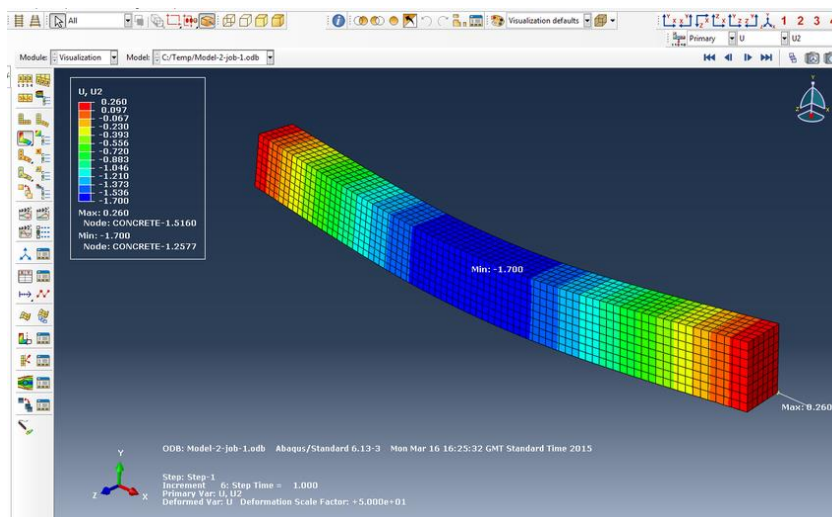 All
Visualization defaults
1 2 3
Primary U U2
Module: Visualization Model: C:/Temp/Model-2-job-1.odb
U, U2
0.260
0.097
-0.067
-0.230
-0.393
-0.556
-0.720
-0.883
-1.046
-1.210
-1.373
-1.536
-1.700
Max: 0.260
Node: CONCRETE-1.5160
Min: -1.700
Node: CONCRETE-1.2577
Min: -1.700
Max: 0.260
ODB: Model-2-job-1.odb Abaqus/Standard 6.13-3 Mon Mar 16 16:25:32 GMT Standard Time 2015
Y
Z X
Step: Step-1
Increment 6: Step Time = 1.000
Primary Var: U, U2
Deformed Var: U Deformation Scale Factor: +5.000e+01